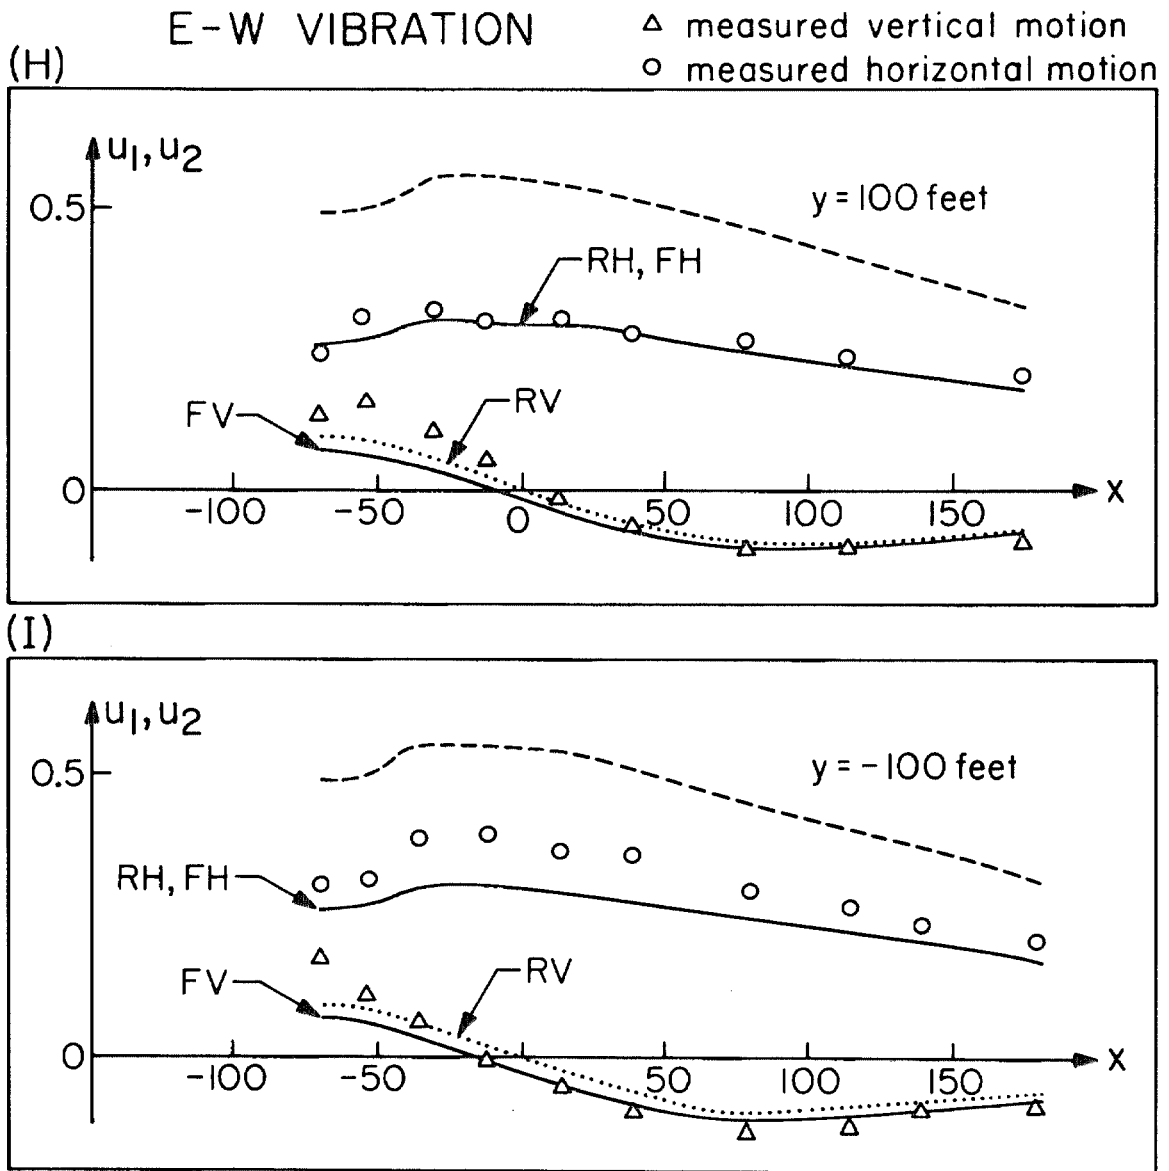 E-W VIBRATION
△ measured vertical motion
(H)
○ measured horizontal motion
u₁, u₂
0.5
y = 100 feet
RH, FH
FV
RV
0
-100 -50 0 50 100 150 X
(I)
u₁, u₂
0.5
y = -100 feet
RH, FH
FV
RV
0
-100 -50 0 50 100 150 X